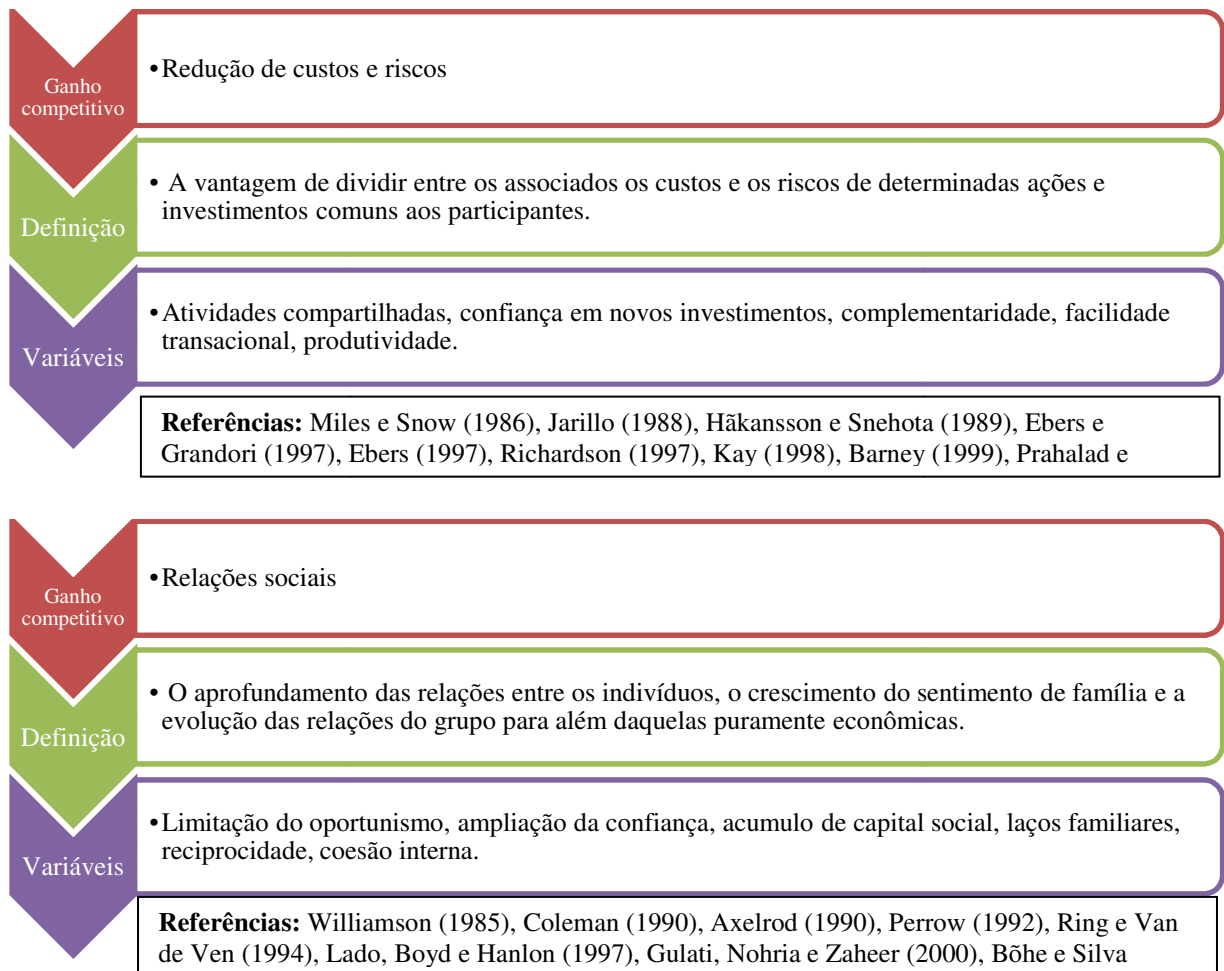 Ganho
competitivo
•Redução de custos e riscos
Definição
• A vantagem de dividir entre os associados os custos e os riscos de determinadas ações e
investimentos comuns aos participantes.
Variáveis
•Atividades compartilhadas, confiança em novos investimentos, complementaridade, facilidade
transacional, produtividade.
Referências: Miles e Snow (1986), Jarillo (1988), Hãkansson e Snehota (1989), Ebers e
Grandori (1997), Ebers (1997), Richardson (1997), Kay (1998), Barney (1999), Prahalad e
Ganho
competitivo
•Relações sociais
Definição
• O aprofundamento das relações entre os indivíduos, o crescimento do sentimento de família e a
evolução das relações do grupo para além daquelas puramente econômicas.
Variáveis
•Limitação do oportunismo, ampliação da confiança, acumulo de capital social, laços familiares,
reciprocidade, coesão interna.
Referências: Williamson (1985), Coleman (1990), Axelrod (1990), Perrow (1992), Ring e Van
de Ven (1994), Lado, Boyd e Hanlon (1997), Gulati, Nohria e Zaheer (2000), Bõhe e Silva